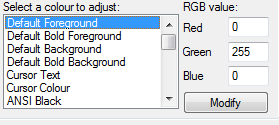 Select a colour to adjust:
Default Foreground
Default Bold Foreground
Default Background
Default Bold Background
Cursor Text
Cursor Colour
ANSI Black
RGB value:
Red 0
Green 255
Blue 0
Modify